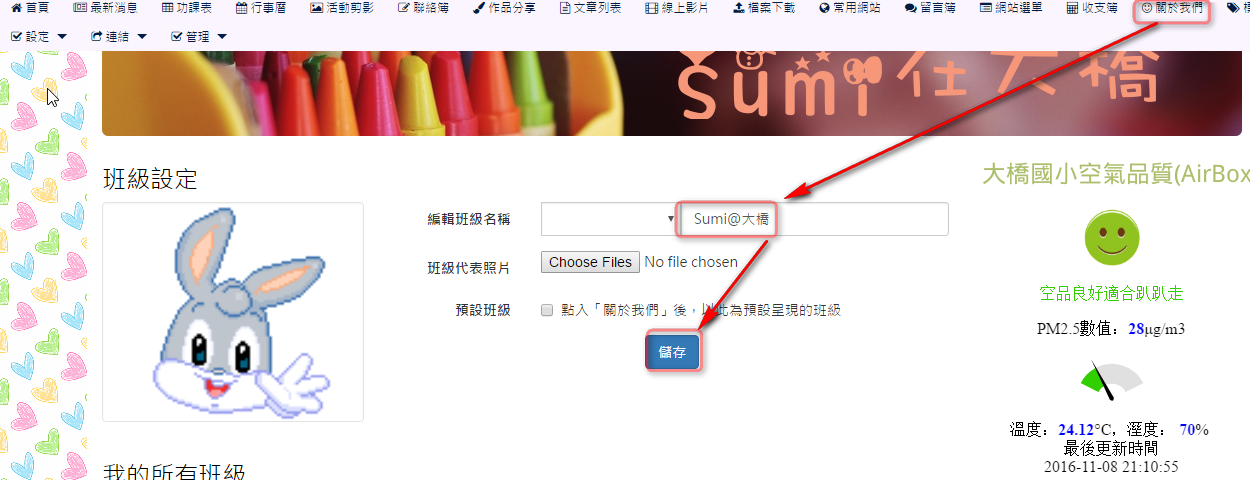 首頁 最新消息 功課表 行事曆 活動剪影 聯絡簿 作品分享 文章列表 線上影片 檔案下載 常用網站 留言簿 網站選單 收支簿 關於我們
設定 連結 管理
sumi在大橋
班級設定
大橋國小空氣品質(AirBox
編輯班級名稱 Sumi@大橋
班級代表照片 Choose Files No file chosen
空品良好適合趴趴走
預設班級 點入「關於我們」後，以此為預設呈現的班級
PM2.5數值：28μg/m3
儲存
溫度：24.12°C，溼度： 70%
最後更新時間
2016-11-08 21:10:55
我的所有班級